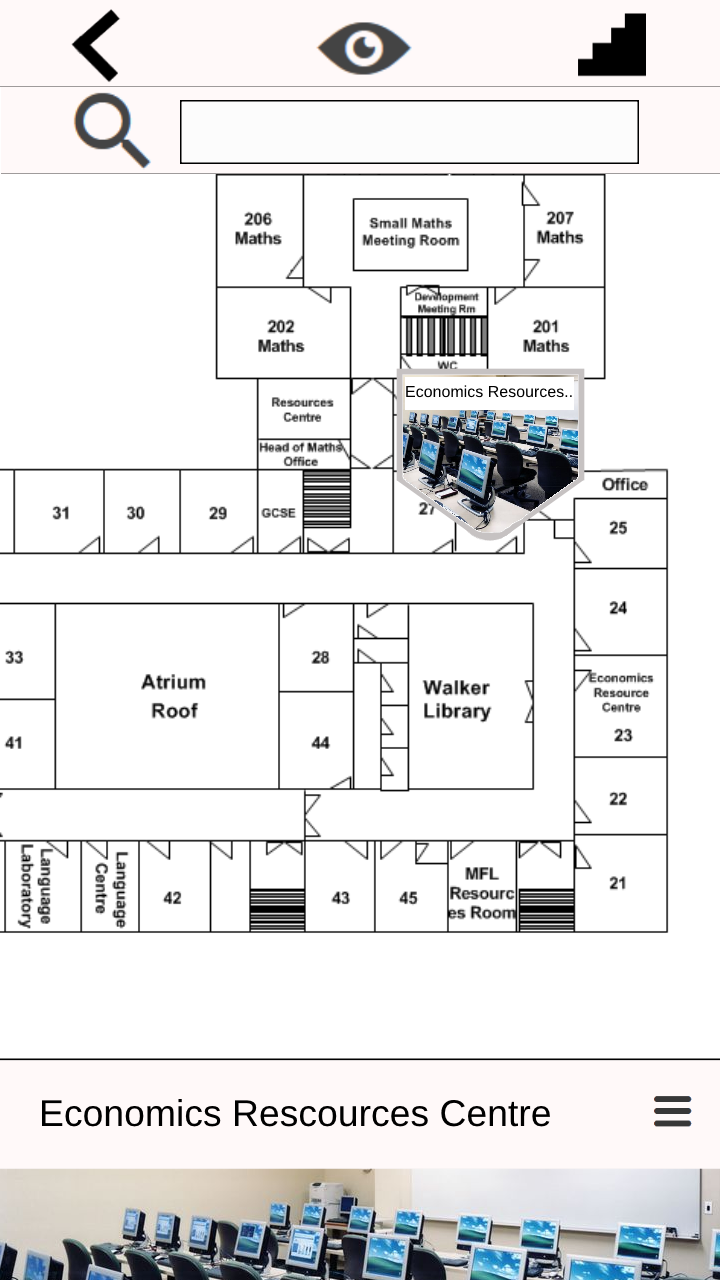 206
Maths
Small Maths
Meeting Room
207
Maths
Development
Meeting Rm
202
Maths
201
Maths
WC
Economics Resources..
Resources
Centre
Head of Maths
Office
Office
31
30
29
GCSE
27
25
24
33
Atrium
Roof
28
Walker
Library
Economics
Resource
Centre
23
41
44
22
Language
Laboratory
Language
Centre
42
43
45
MFL
Resourc
es Room
21
Economics Rescources Centre